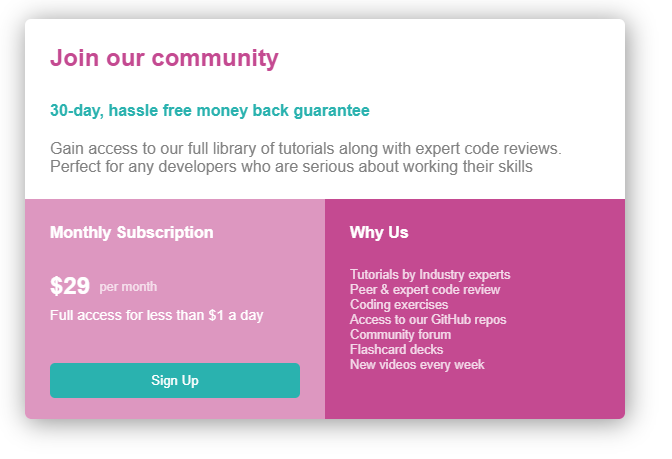 Join our community
30-day, hassle free money back guarantee
Gain access to our full library of tutorials along with expert code reviews.
Perfect for any developers who are serious about working their skills
Monthly Subscription
$29 per month
Full access for less than $1 a day
Sign Up
Why Us
Tutorials by Industry experts
Peer & expert code review
Coding exercises
Access to our GitHub repos
Community forum
Flashcard decks
New videos every week